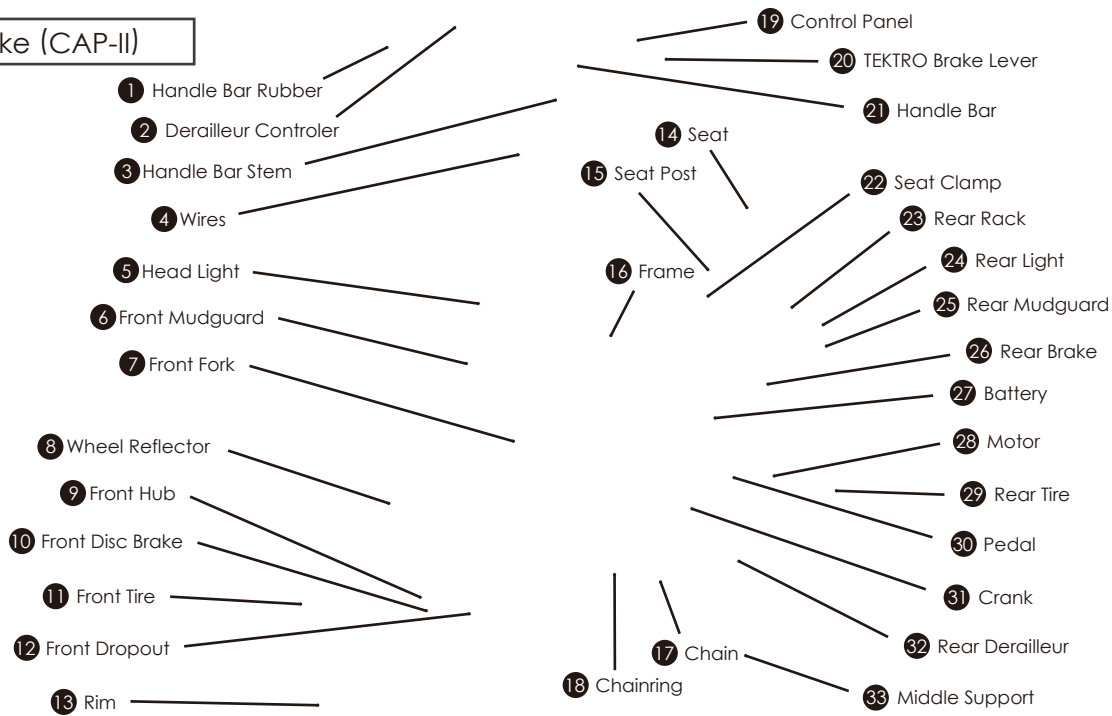 ke (CAP-II)
1 Handle Bar Rubber
2 Derailleur Controler
3 Handle Bar Stem
4 Wires
5 Head Light
6 Front Mudguard
7 Front Fork
8 Wheel Reflector
9 Front Hub
10 Front Disc Brake
11 Front Tire
12 Front Dropout
13 Rim
14 Seat
15 Seat Post
16 Frame
17 Chain
18 Chainring
19 Control Panel
20 TEKTRO Brake Lever
21 Handle Bar
22 Seat Clamp
23 Rear Rack
24 Rear Light
25 Rear Mudguard
26 Rear Brake
27 Battery
28 Motor
29 Rear Tire
30 Pedal
31 Crank
32 Rear Derailleur
33 Middle Support